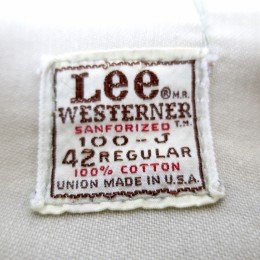 Lee® M.R.
WESTERNER
SANFORIZED T.M.
100-J
42 REGULAR
100% COTTON
UNION MADE IN U.S.A.